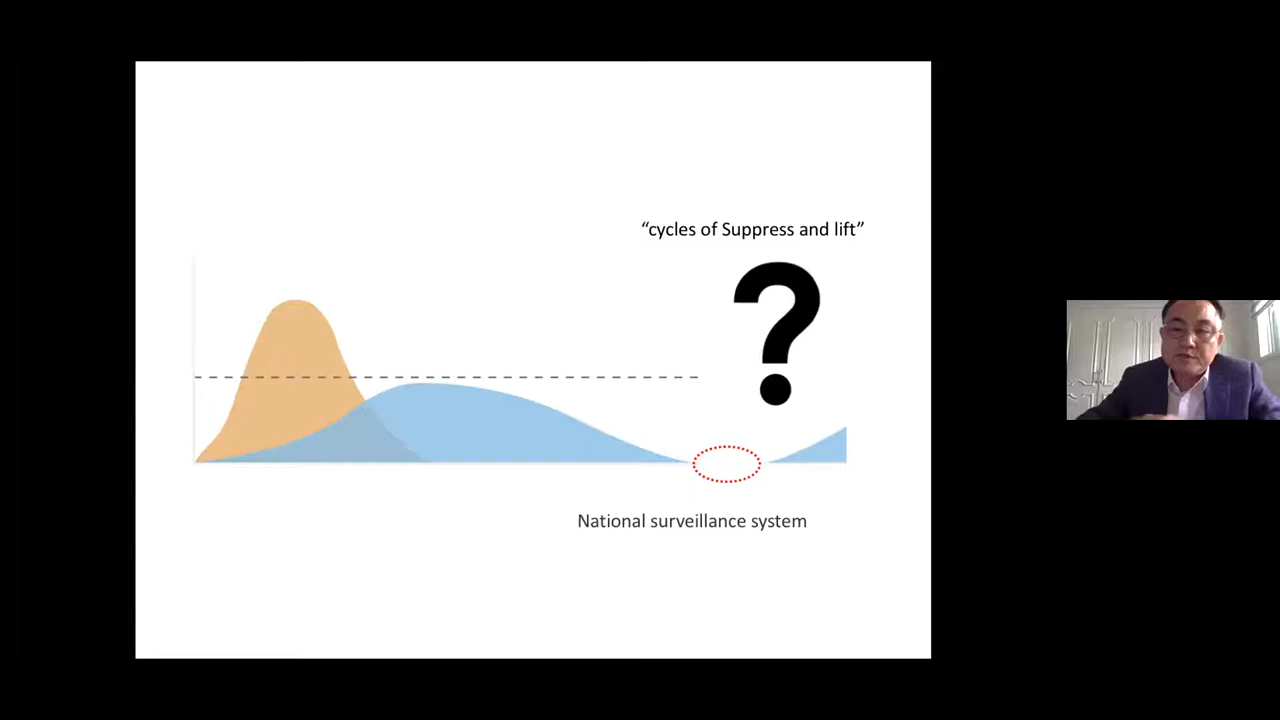 “cycles of Suppress and lift”
?
National surveillance system